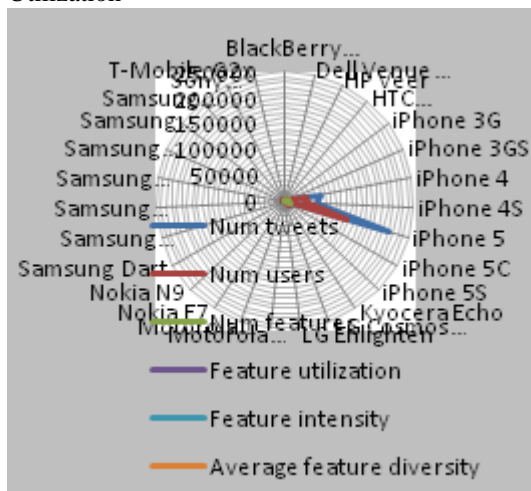 Utilization
BlackBerry...
T-Mobile G2x
250000
Dell Venue ...
Sony...
HP Veer
200000
Samsung...
HTC...
150000
Samsung...
iPhone 3G
100000
Samsung...
iPhone 3GS
50000
Samsung...
iPhone 4
0
Samsung...
iPhone 4S
Num tweets
Samsung...
iPhone 5
Samsung Dart
iPhone 5C
Num users
Nokia N9
iPhone 5S
Nokia E7
Num features
Kyocera Echo
Cosmos...
Motorola...
LG Enlighten
Feature utilization
Feature intensity
Average feature diversity